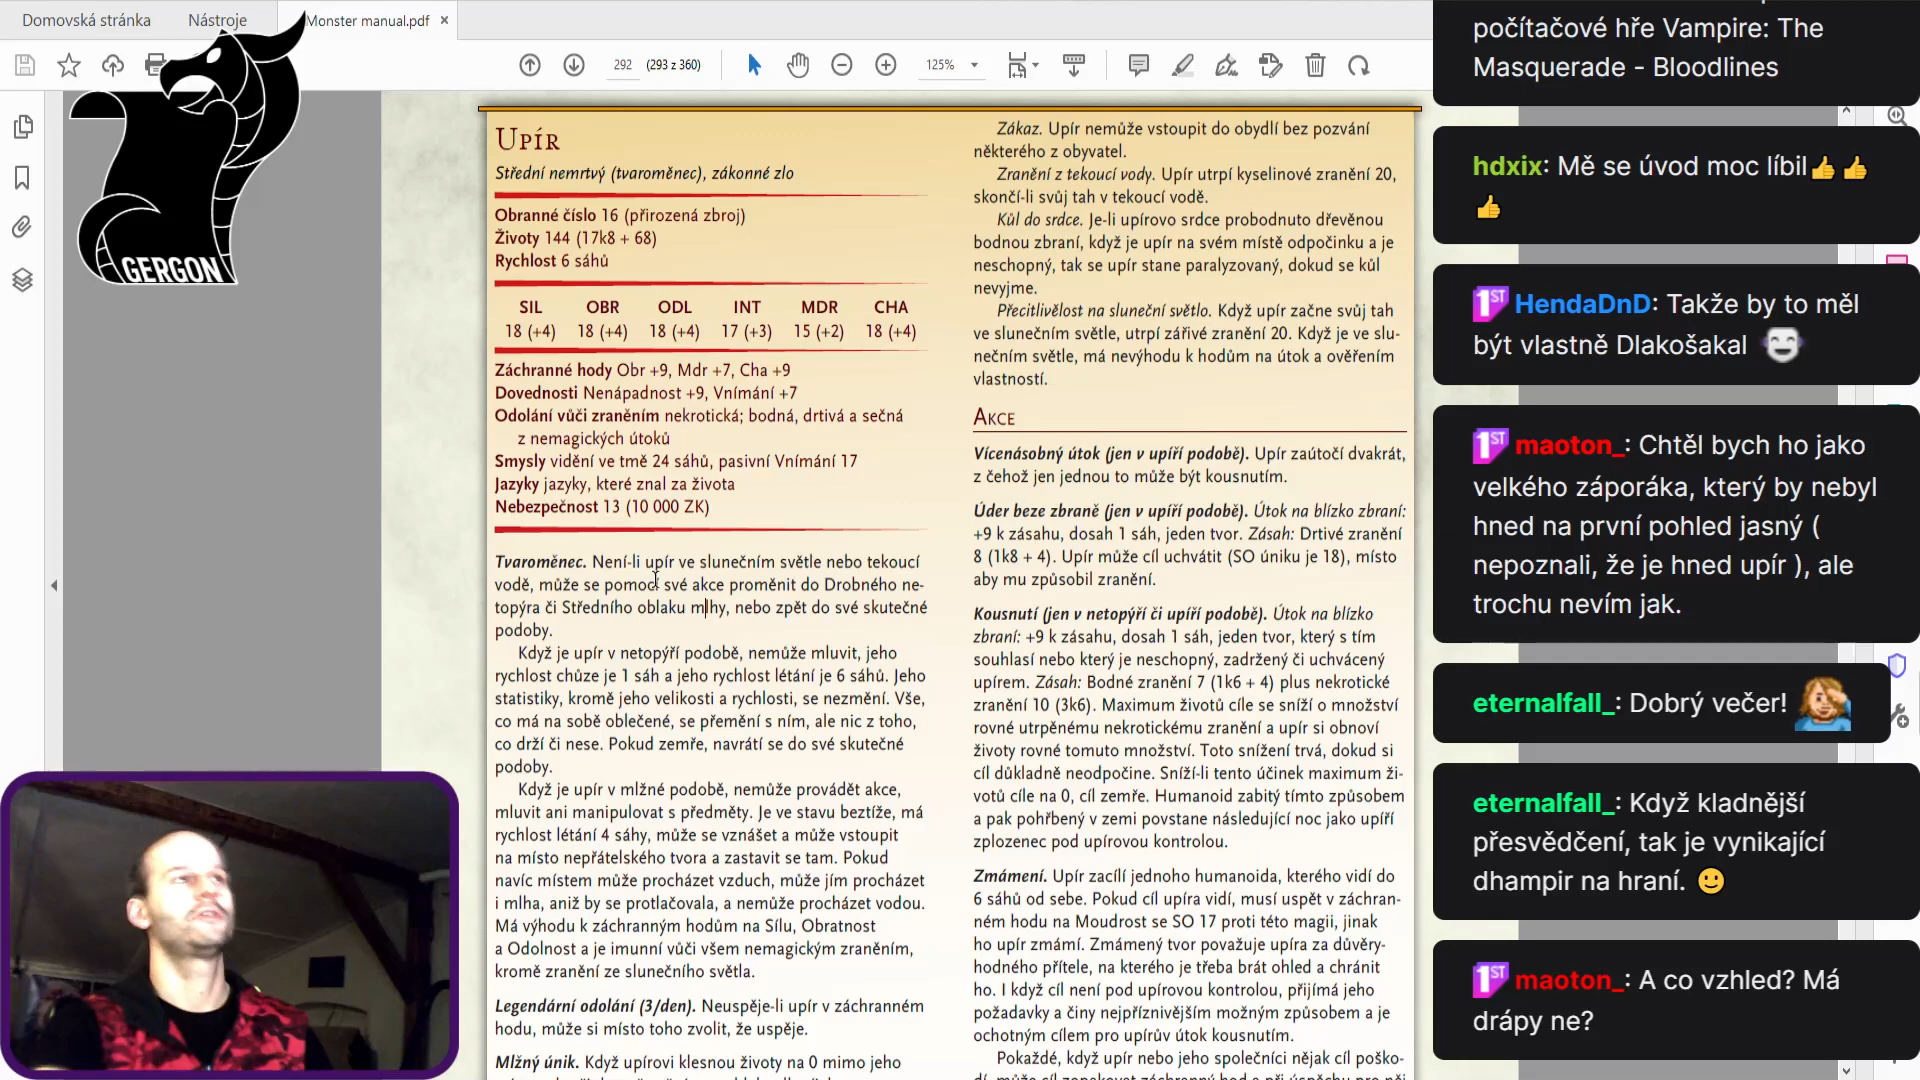 Domovská stránka
Nástroje
Monster manual.pdf
292
(293 z 360)
125%
GERGON
Upír
Střední nemrtvý (tvaroměnec), zákonné zlo
Obranné číslo 16 (přirozená zbroj)
Životy 144 (17k8 + 68)
Rychlost 6 sáhů
SIL OBR ODL INT MDR CHA
18 (+4) 18 (+4) 18 (+4) 17 (+3) 15 (+2) 18 (+4)
Záchranné hody Obr +9, Mdr +7, Cha +9
Dovednosti Nenápadnost +9, Vnímání +7
Odolání vůči zraněním nekrotická; bodná, drtivá a sečná
z nemagických útoků
Smysly vidění ve tmě 24 sáhů, pasivní Vnímání 17
Jazyky jazyky, které znal za života
Nebezpečnost 13 (10 000 ZK)
Tvaroměnec. Není-li upír ve slunečním světle nebo tekoucí
vodě, může se pomocí své akce proměnit do Drobného ne-
topýra či Středního oblaku mlhy, nebo zpět do své skutečné
podoby.
Když je upír v netopýří podobě, nemůže mluvit, jeho
rychlost chůze je 1 sáh a jeho rychlost létání je 6 sáhů. Jeho
statistiky, kromě jeho velikosti a rychlosti, se nezmění. Vše,
co má na sobě oblečené, se přemění s ním, ale nic z toho,
co drží či nese. Pokud zemře, navrátí se do své skutečné
podoby.
Když je upír v mlžné podobě, nemůže provádět akce,
mluvit ani manipulovat s předměty. Je ve stavu beztíže, má
rychlost létání 4 sáhy, může se vznášet a může vstoupit
na místo nepřátelského tvora a zastavit se tam. Pokud
navíc místem může procházet vzduch, může jím procházet
i mlha, aniž by se protlačovala, a nemůže procházet vodou.
Má výhodu k záchranným hodům na Sílu, Obratnost
a Odolnost a je imunní vůči všem nemagickým zraněním,
kromě zranění ze slunečního světla.
Legendární odolání (3/den). Neuspěje-li upír v záchranném
hodu, může si místo toho zvolit, že uspěje.
Mlžný únik. Když upírovi klesnou životy na 0 mimo jeho
Zákaz. Upír nemůže vstoupit do obydlí bez pozvání
některého z obyvatel.
Zranění z tekoucí vody. Upír utrpí kyselinové zranění 20,
skončí-li svůj tah v tekoucí vodě.
Kůl do srdce. Je-li upírovo srdce probodnuto dřevěnou
bodnou zbraní, když je upír na svém místě odpočinku a je
neschopný, tak se upír stane paralyzovaný, dokud se kůl
nevyjme.
Přecitlivělost na sluneční světlo. Když upír začne svůj tah
ve slunečním světle, utrpí zářivé zranění 20. Když je ve slu-
nečním světle, má nevýhodu k hodům na útok a ověřením
vlastností.
Akce
Vícenásobný útok (jen v upíří podobě). Upír zaútočí dvakrát,
z čehož jen jednou to může být kousnutím.
Úder beze zbraně (jen v upíří podobě). Útok na blízko zbraní:
+9 k zásahu, dosah 1 sáh, jeden tvor. Zásah: Drtivé zranění
8 (1k8 + 4). Upír může cíl uchvátit (SO úniku je 18), místo
aby mu způsobil zranění.
Kousnutí (jen v netopýří či upíří podobě). Útok na blízko
zbraní: +9 k zásahu, dosah 1 sáh, jeden tvor, který s tím
souhlasí nebo který je neschopný, zadržený či uchvácený
upírem. Zásah: Bodné zranění 7 (1k6 + 4) plus nekrotické
zranění 10 (3k6). Maximum životů cíle se sníží o množství
rovné utrpěnému nekrotickému zranění a upír si obnoví
životy rovné tomuto množství. Toto snížení trvá, dokud si
cíl důkladně neodpočine. Sníží-li tento účinek maximum ži-
votů cíle na 0, cíl zemře. Humanoid zabitý tímto způsobem
a pak pohřbený v zemi povstane následující noc jako upíří
zplozenec pod upírovou kontrolou.
Zmámení. Upír zacílí jednoho humanoida, kterého vidí do
6 sáhů od sebe. Pokud cíl upíra vidí, musí uspět v záchran-
ném hodu na Moudrost se SO 17 proti této magii, jinak
ho upír zmámí. Zmámený tvor považuje upíra za důvěry-
hodného přítele, na kterého je třeba brát ohled a chránit
ho. I když cíl není pod upírovou kontrolou, přijímá jeho
požadavky a činy nejpříznivějším možným způsobem a je
ochotným cílem pro upírův útok kousnutím.
Pokaždé, když upír nebo jeho společníci nějak cíl poško-
počítačové hře Vampire: The
Masquerade - Bloodlines
hdxix: Mě se úvod moc líbil👍👍
👍
1ST HendaDnD: Takže by to měl
být vlastně Dlakošakal
1ST maoton_: Chtěl bych ho jako
velkého záporáka, který by nebyl
hned na první pohled jasný (
nepoznali, že je hned upír ), ale
trochu nevím jak.
eternalfall_: Dobrý večer!
eternalfall_: Když kladnější
přesvědčení, tak je vynikající
dhampir na hraní. 🙂
1ST maoton_: A co vzhled? Má
drápy ne?